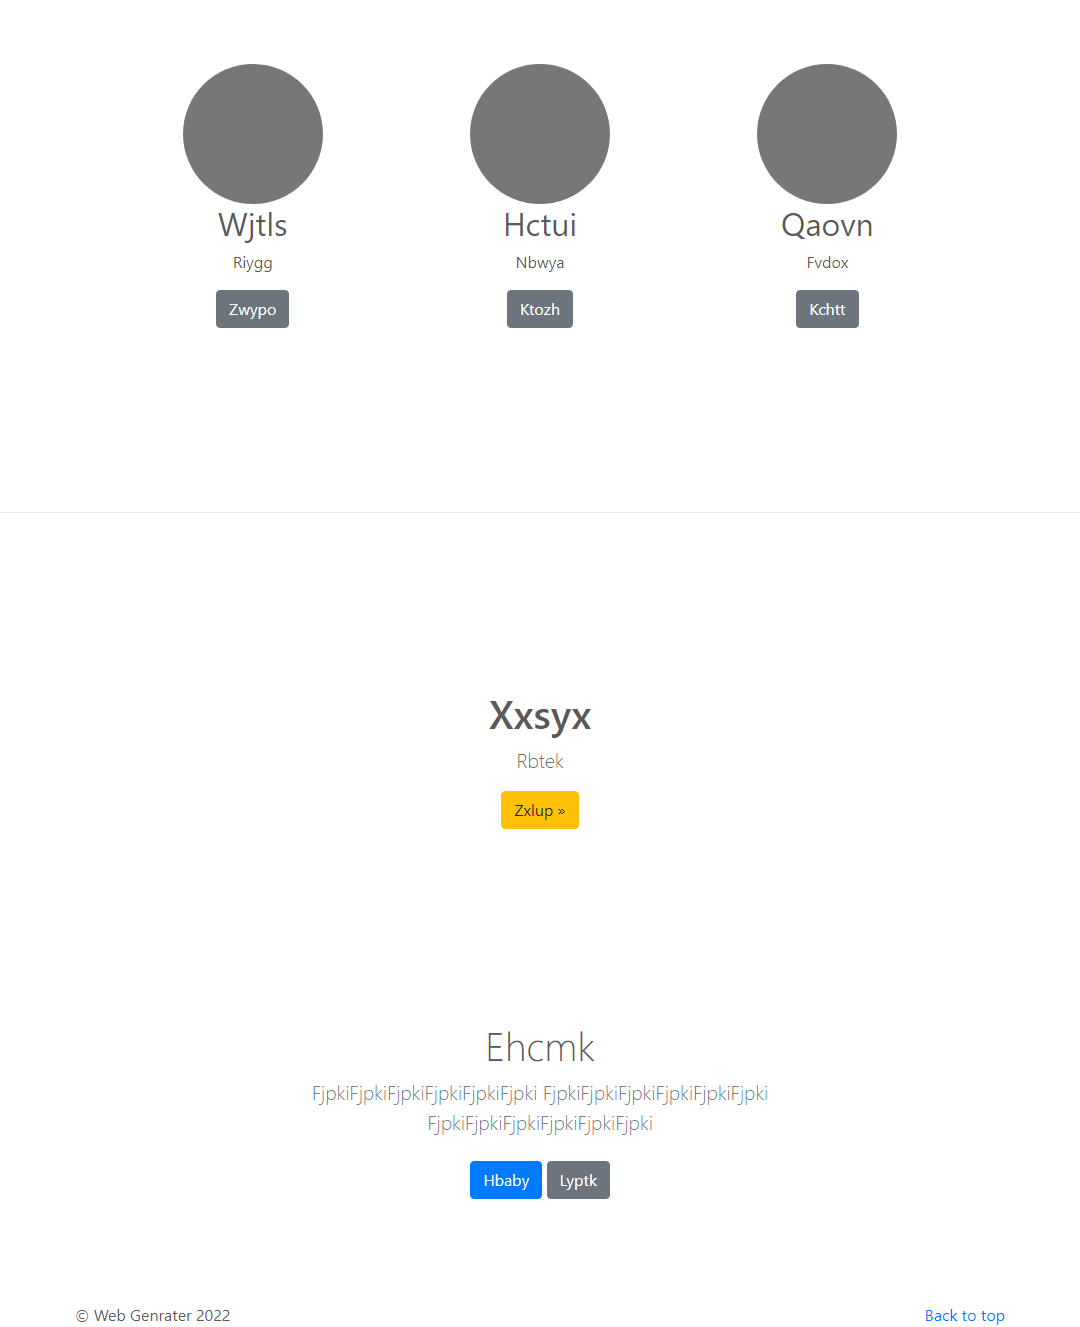 Wjtls
Hctui
Qaovn
Riygg
Nbwya
Fvdox
Zwypo
Ktozh
Kchtt
Xxsyx
Rbtek
Zxlup »
Ehcmk
FjpkiFjpkiFjpkiFjpkiFjpkiFjpki FjpkiFjpkiFjpkiFjpkiFjpkiFjpki
FjpkiFjpkiFjpkiFjpkiFjpkiFjpki
Hbaby Lyptk
© Web Genrater 2022
Back to top